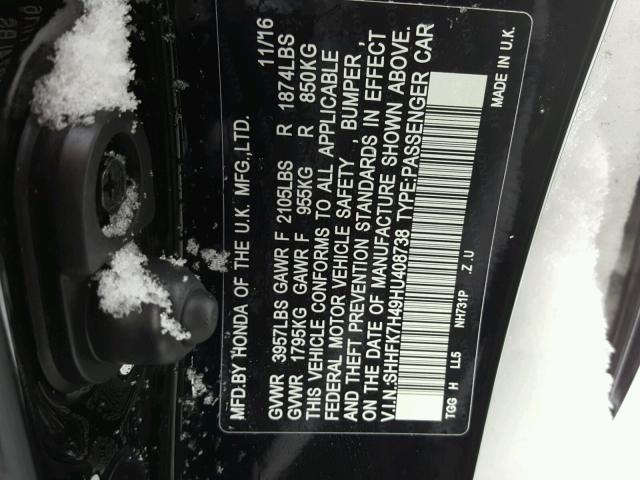 MFD.BY HONDA OF THE U.K. MFG.,LTD. 11/16
GVWR 3957LBS GAWR F 2105LBS R 1874LBS
GVWR 1795KG GAWR F 955KG R 850KG
THIS VEHICLE CONFORMS TO ALL APPLICABLE
FEDERAL MOTOR VEHICLE SAFETY , BUMPER ,
AND THEFT PREVENTION STANDARDS IN EFFECT
ON THE DATE OF MANUFACTURE SHOWN ABOVE.
V.I.N.:SHHFK7H49HU408738 TYPE:PASSENGER CAR
TGG H LL5 NH731P .Z .U MADE IN U.K.